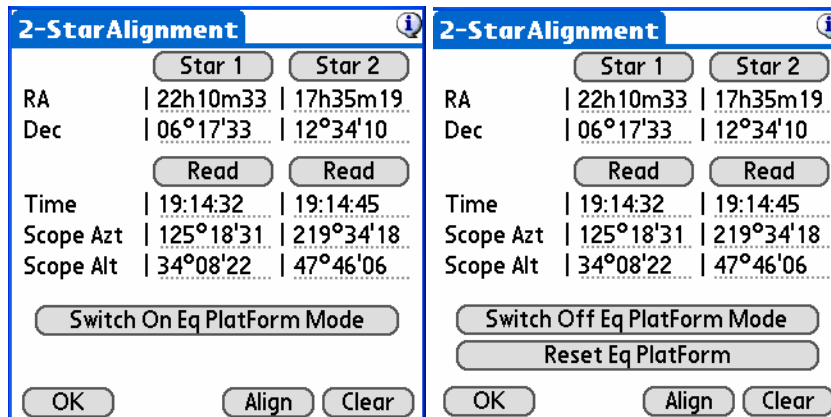 2-StarAlignment
Star 1 Star 2
RA 22h10m33 17h35m19
Dec 06°17'33 12°34'10
Read Read
Time 19:14:32 19:14:45
Scope Azt 125°18'31 219°34'18
Scope Alt 34°08'22 47°46'06
Switch On Eq PlatForm Mode
OK Align Clear
2-StarAlignment
Star 1 Star 2
RA 22h10m33 17h35m19
Dec 06°17'33 12°34'10
Read Read
Time 19:14:32 19:14:45
Scope Azt 125°18'31 219°34'18
Scope Alt 34°08'22 47°46'06
Switch Off Eq PlatForm Mode
Reset Eq PlatForm
OK Align Clear